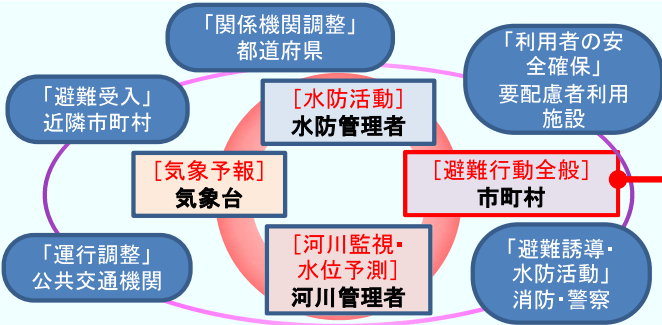 「関係機関調整」
都道府県
「利用者の安
全確保」
要配慮者利用
施設
「避難受入」
近隣市町村
[水防活動]
水防管理者
[気象予報]
気象台
[避難行動全般]
市町村
[河川監視・
水位予測]
河川管理者
「運行調整」
公共交通機関
「避難誘導・
水防活動」
消防・警察